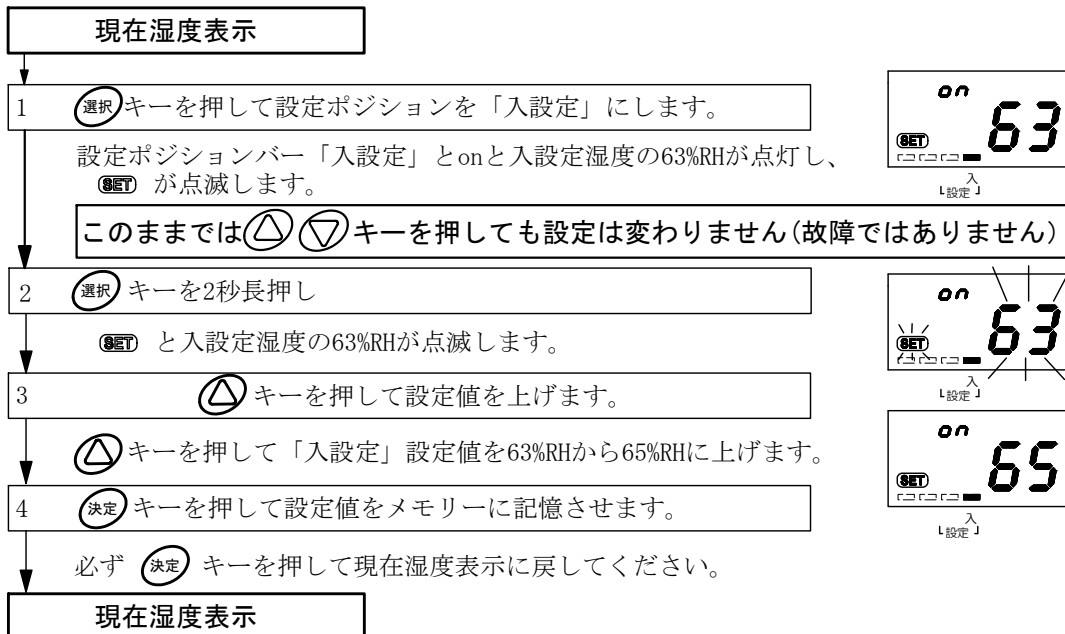 現在湿度表示
1 選択キーを押して設定ポジションを「入設定」にします。
設定ポジションバー「入設定」とonと入設定湿度の63%RHが点灯し、
SET が点滅します。
on
63
SET
入
設定
このままでは△▽キーを押しても設定は変わりません(故障ではありません)
2 選択 キーを2秒長押し
SET と入設定湿度の63%RHが点滅します。
on
63
SET
入
設定
3 △キーを押して設定値を上げます。
△キーを押して「入設定」設定値を63%RHから65%RHに上げます。
on
65
SET
入
設定
4 決定キーを押して設定値をメモリーに記憶させます。
必ず 決定 キーを押して現在湿度表示に戻してください。
現在湿度表示